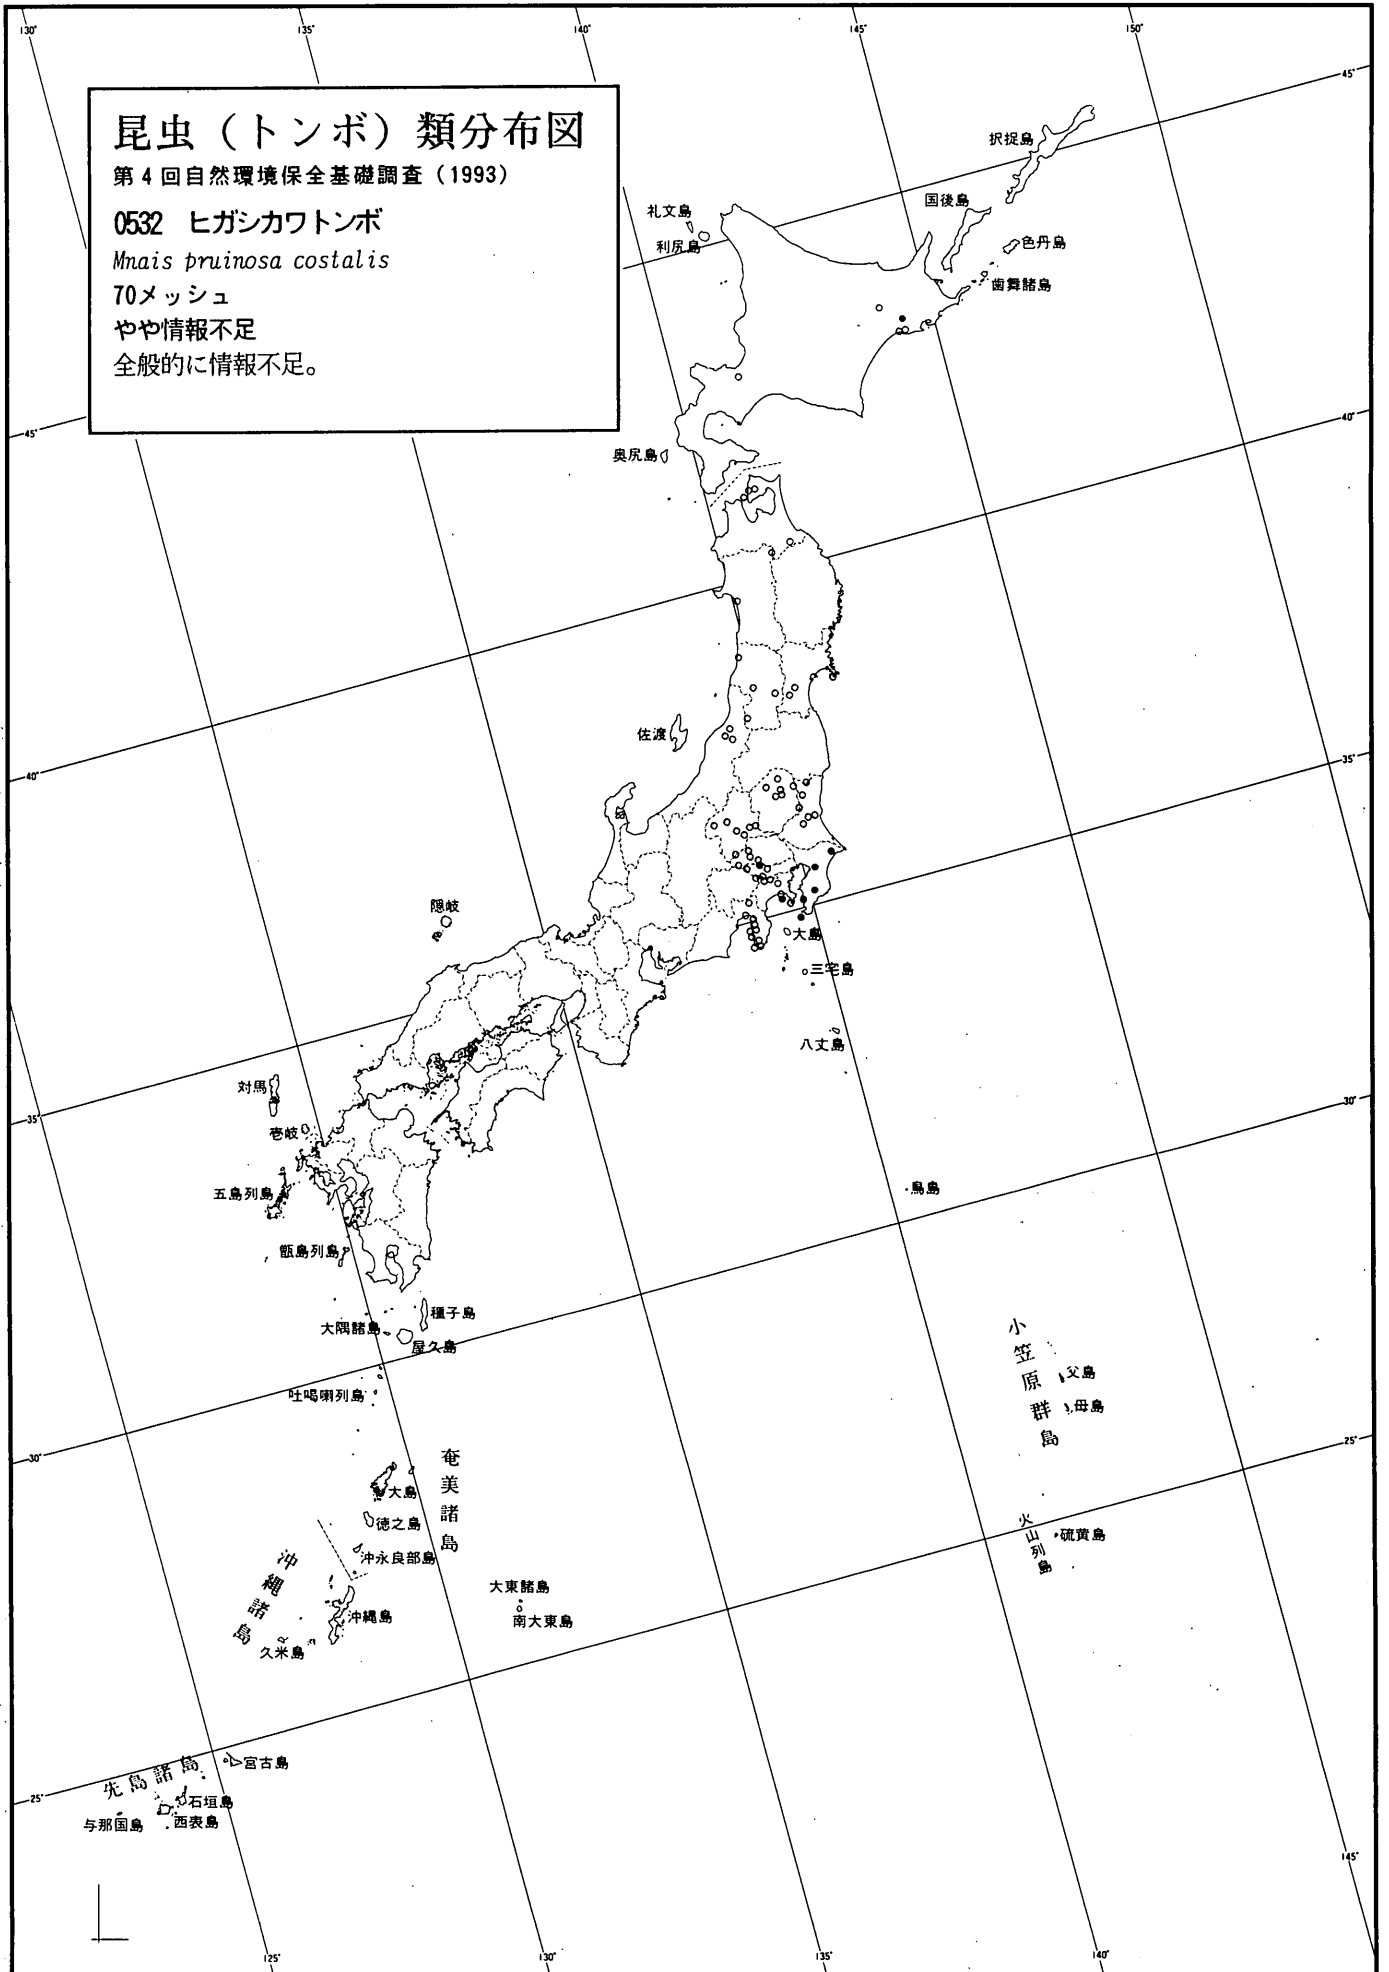 130°
135°
140°
145°
150°
昆虫（トンボ）類分布図
第4回自然環境保全基礎調査（1993）
0532 ヒガシカワトンボ
Mnais pruinosa costalis
70メッシュ
やや情報不足
全般的に情報不足。
45°
択捉島
国後島
色丹島
歯舞諸島
礼文島
利尻島
45°
40°
奥尻島
佐渡
40°
35°
隠岐
大島
三宅島
八丈島
対馬
35°
壱岐
30°
五島列島
鳥島
甑島列島
種子島
大隅諸島
屋久島
吐噶喇列島
小笠原群島
父島
母島
30°
25°
奄美諸島
大島
徳之島
沖永良部島
火山列島
硫黄島
沖縄諸島
沖縄島
久米島
大東諸島
南大東島
先島諸島
宮古島
25°
石垣島
与那国島
西表島
145°
125°
130°
135°
140°